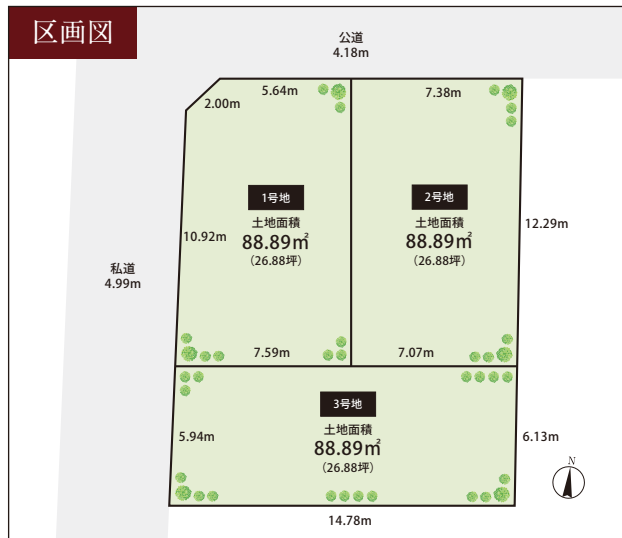 区画図
公道
4.18m
5.64m
7.38m
2.00m
1号地
土地面積
88.89㎡
（26.88坪）
2号地
土地面積
88.89㎡
（26.88坪）
10.92m
12.29m
私道
4.99m
7.59m
7.07m
3号地
土地面積
88.89㎡
（26.88坪）
5.94m
6.13m
14.78m
N